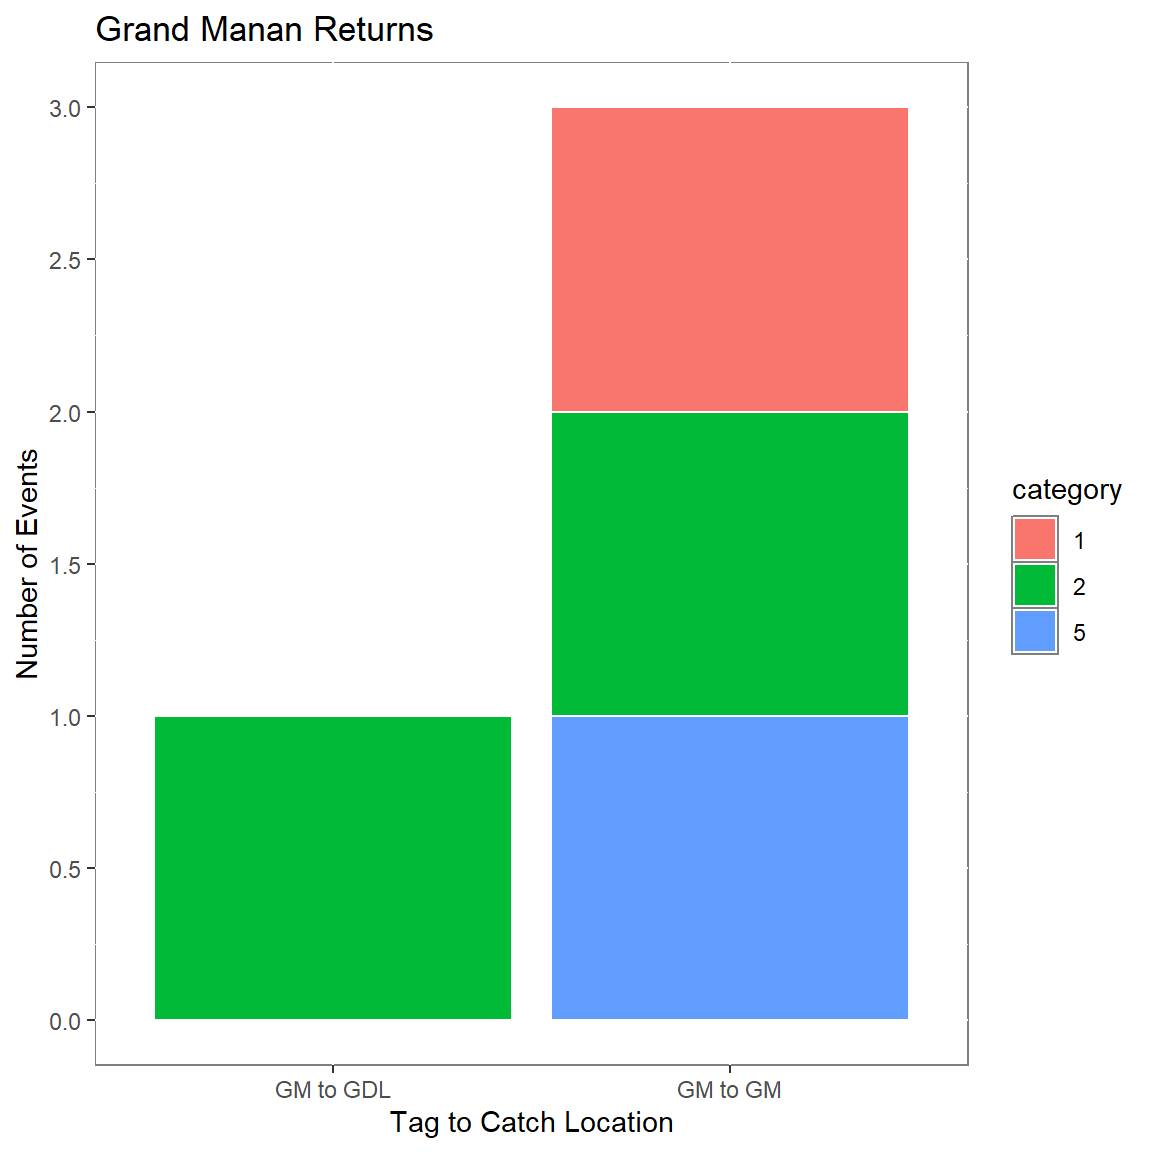 Grand Manan Returns
3.0
2.5
2.0
1.5
1.0
0.5
0.0
Number of Events
GM to GDL
GM to GM
Tag to Catch Location
category
1
2
5